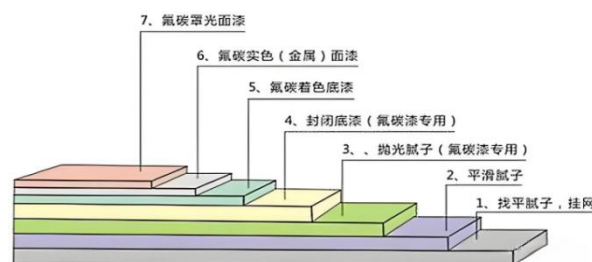 7、氟碳罩光面漆
6、氟碳实色（金属）面漆
5、氟碳着色底漆
4、封闭底漆（氟碳漆专用）
3、、抛光腻子（氟碳漆专用）
2、平滑腻子
1、找平腻子，挂网